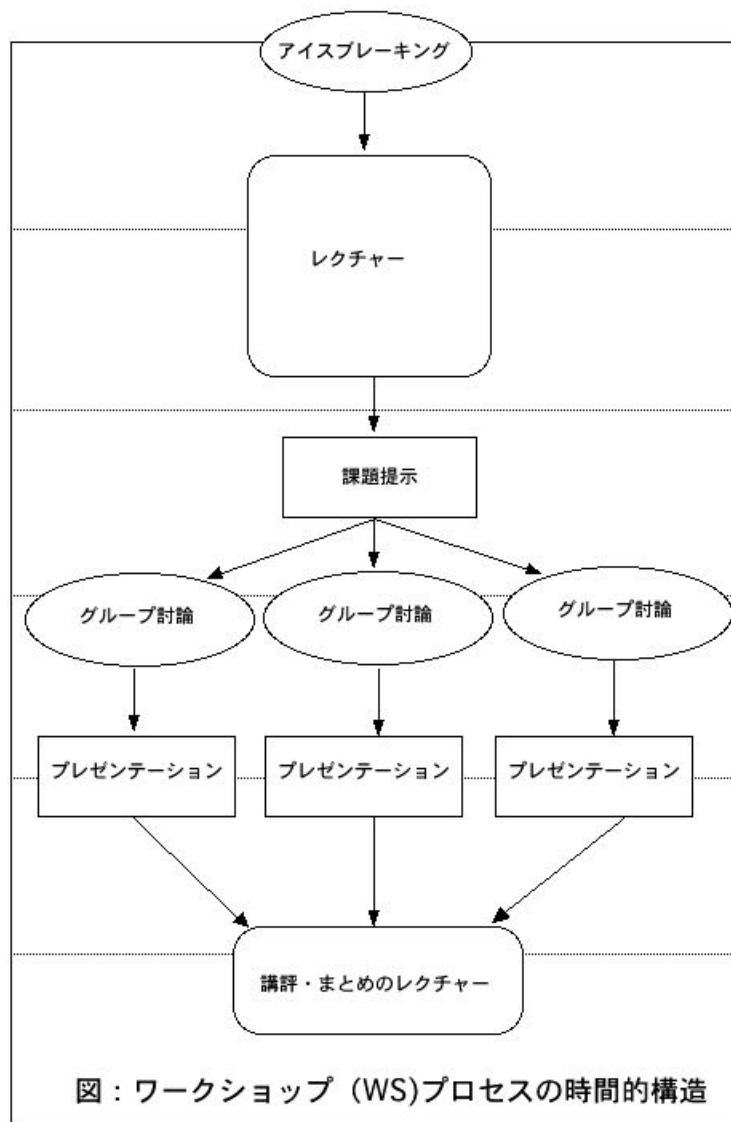 アイスブレーキング
レクチャー
課題提示
グループ討論
グループ討論
グループ討論
プレゼンテーション
プレゼンテーション
プレゼンテーション
講評・まとめのレクチャー
図：ワークショップ（WS)プロセスの時間的構造